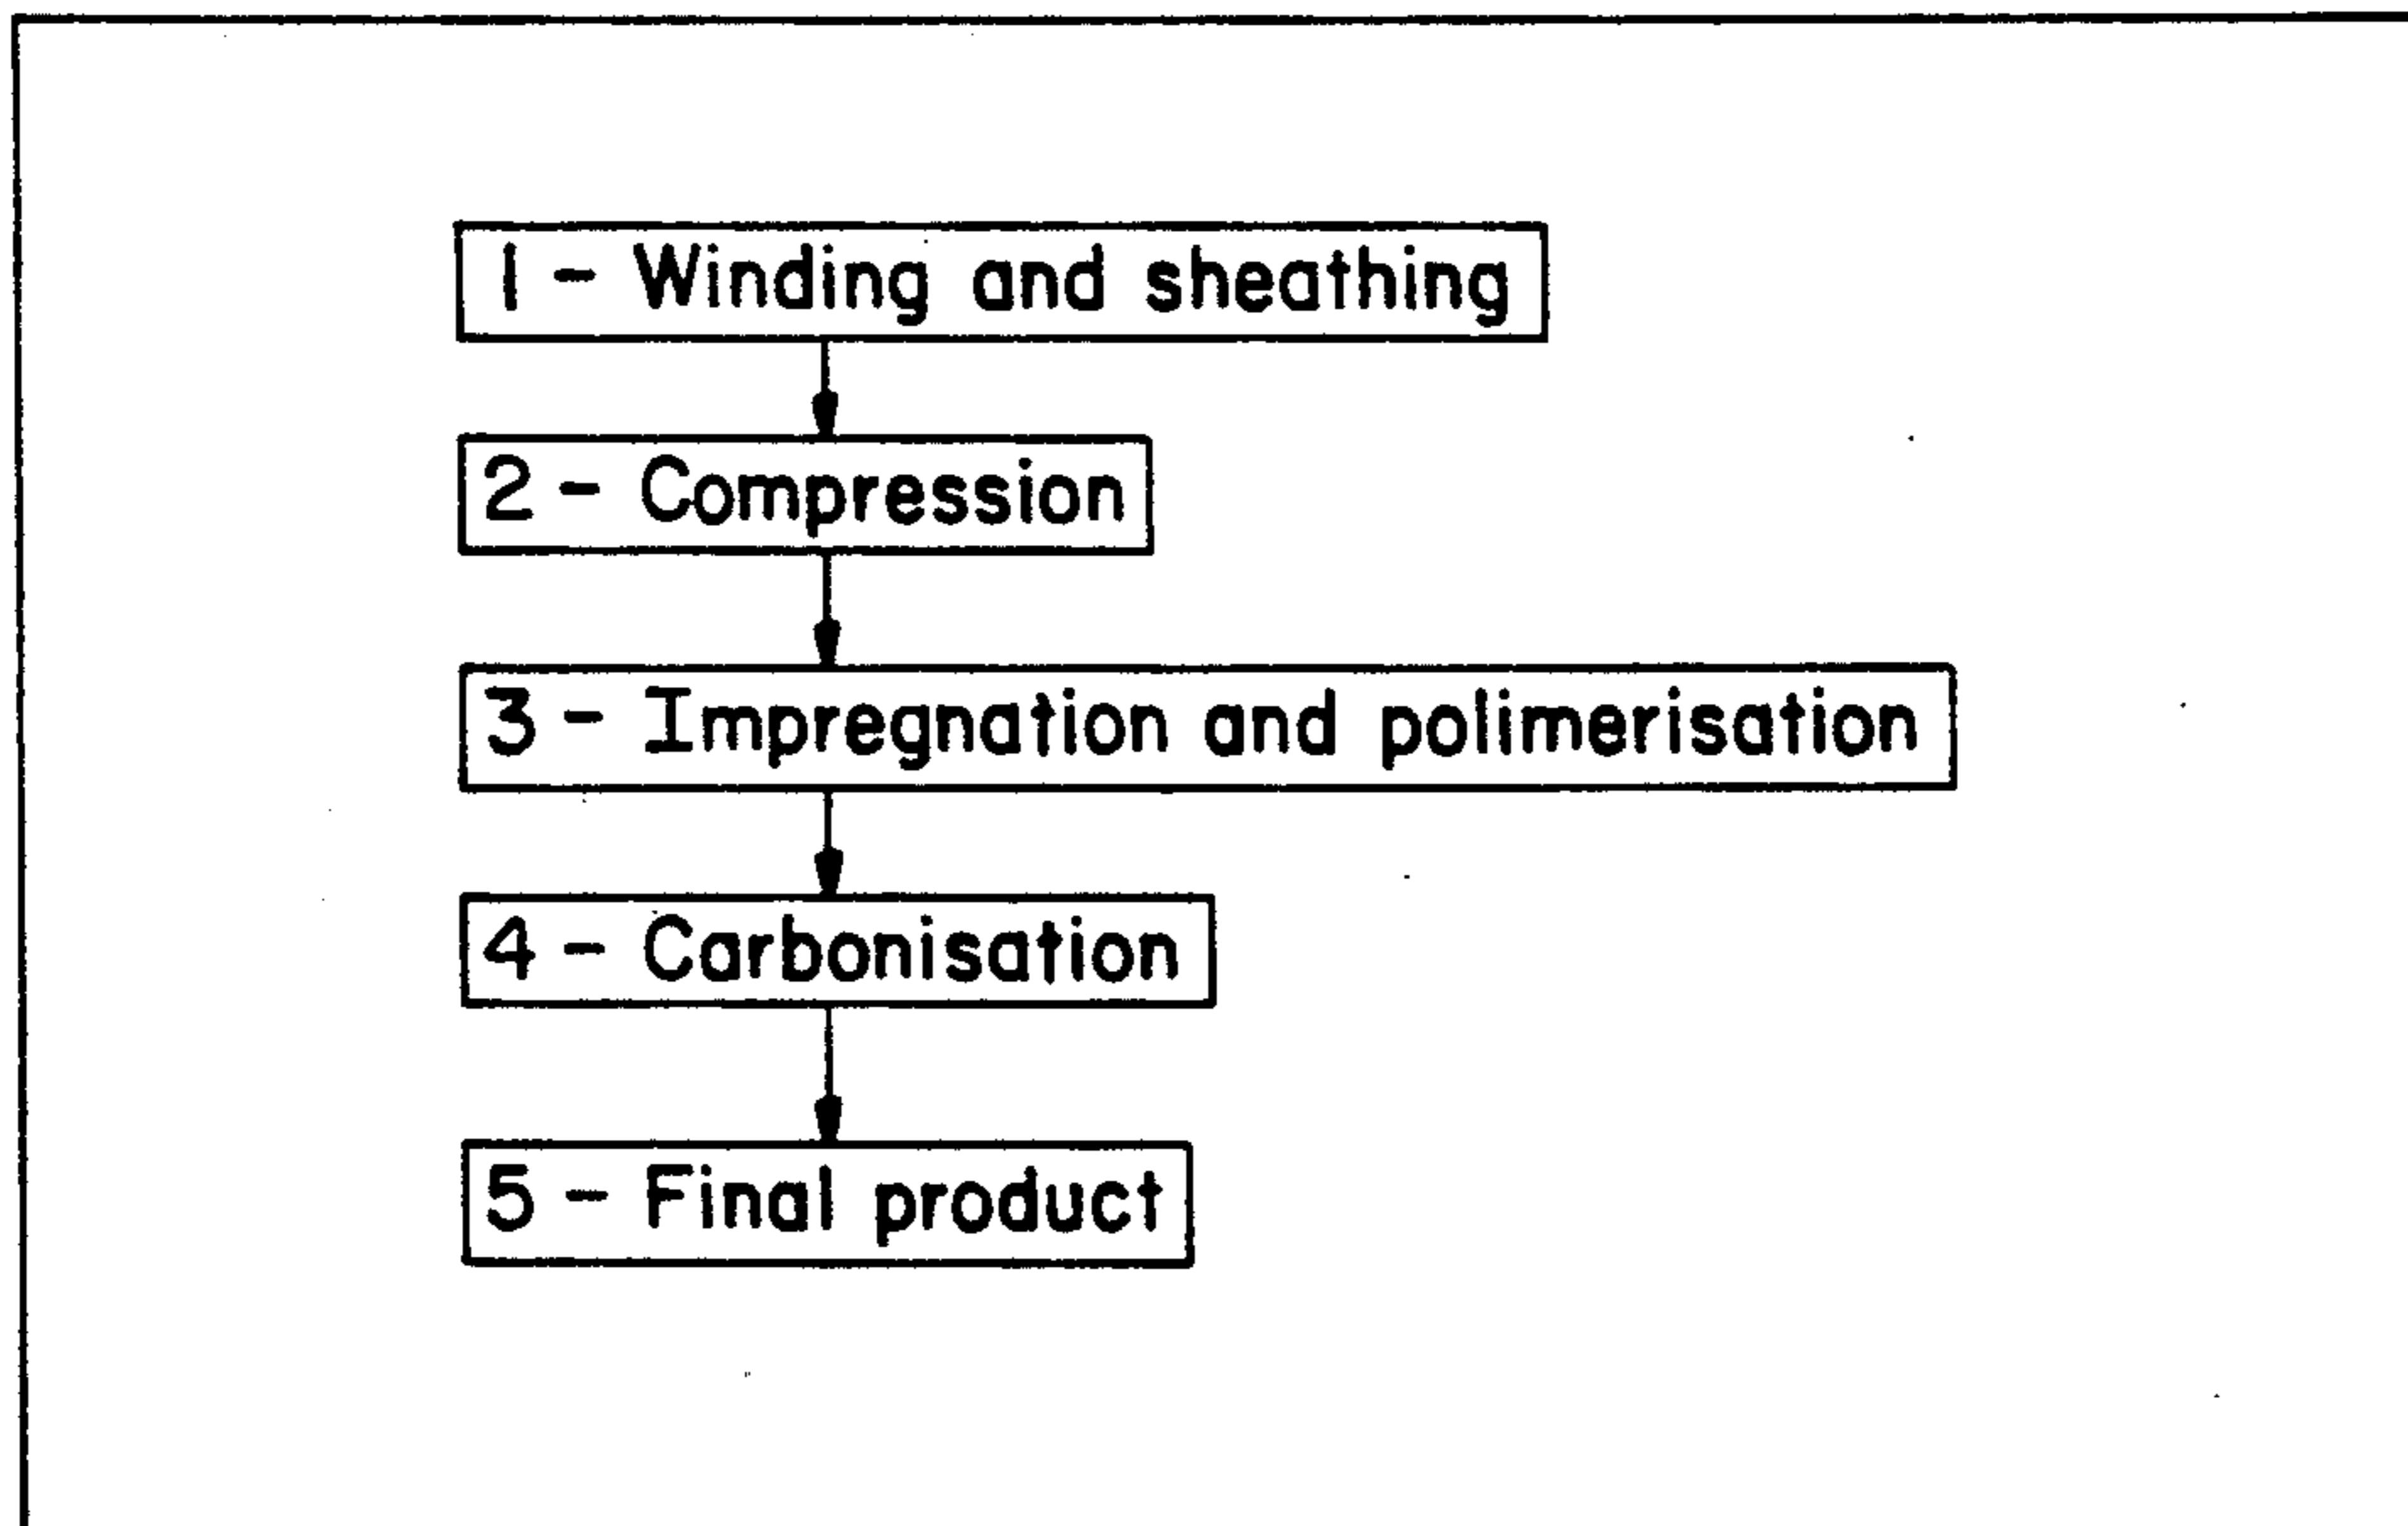 1 - Winding and sheathing
2 - Compression
3 - Impregnation and polimerisation
4 - Carbonisation
5 - Final product